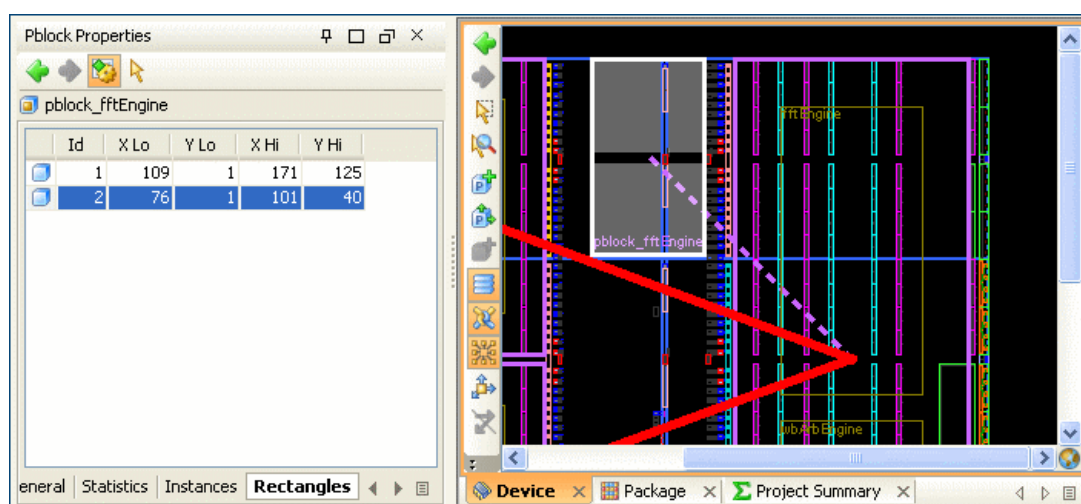 Pblock Properties
pblock_fftEngine
Id X Lo Y Lo X Hi Y Hi
1 109 1 171 125
2 76 1 101 40
eneral Statistics Instances Rectangles
fftEngine
pblock_fftEngine
wbArbEngine
Device Package Project Summary